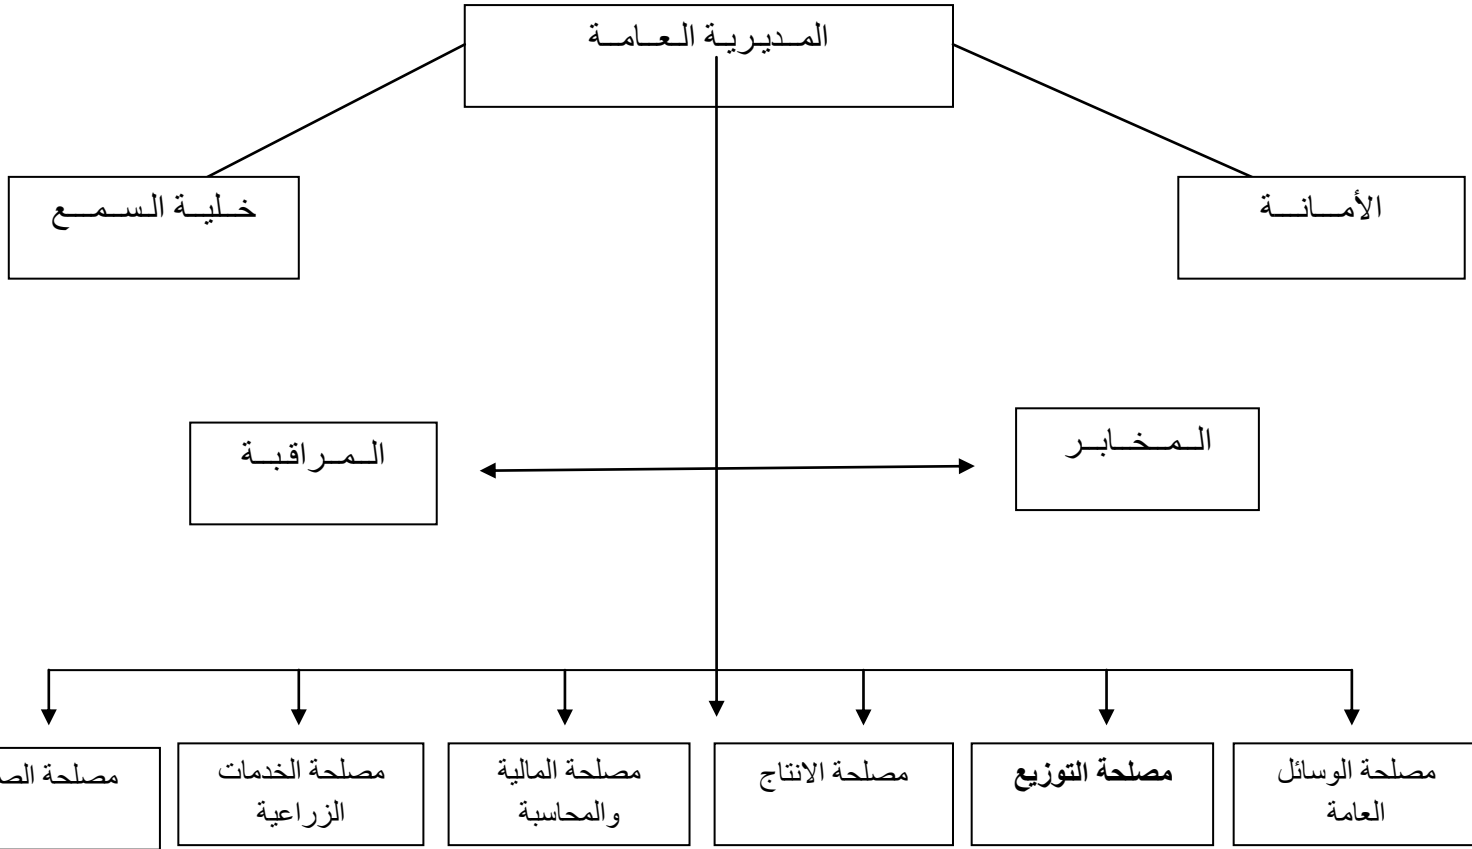 المديرية العامة
الأمانة
خلية السمع
المخابر
المراقبة
مصلحة الوسائل
العامة
مصلحة التوزيع
مصلحة الانتاج
مصلحة المالية
والمحاسبة
مصلحة الخدمات
الزراعية
مصلحة